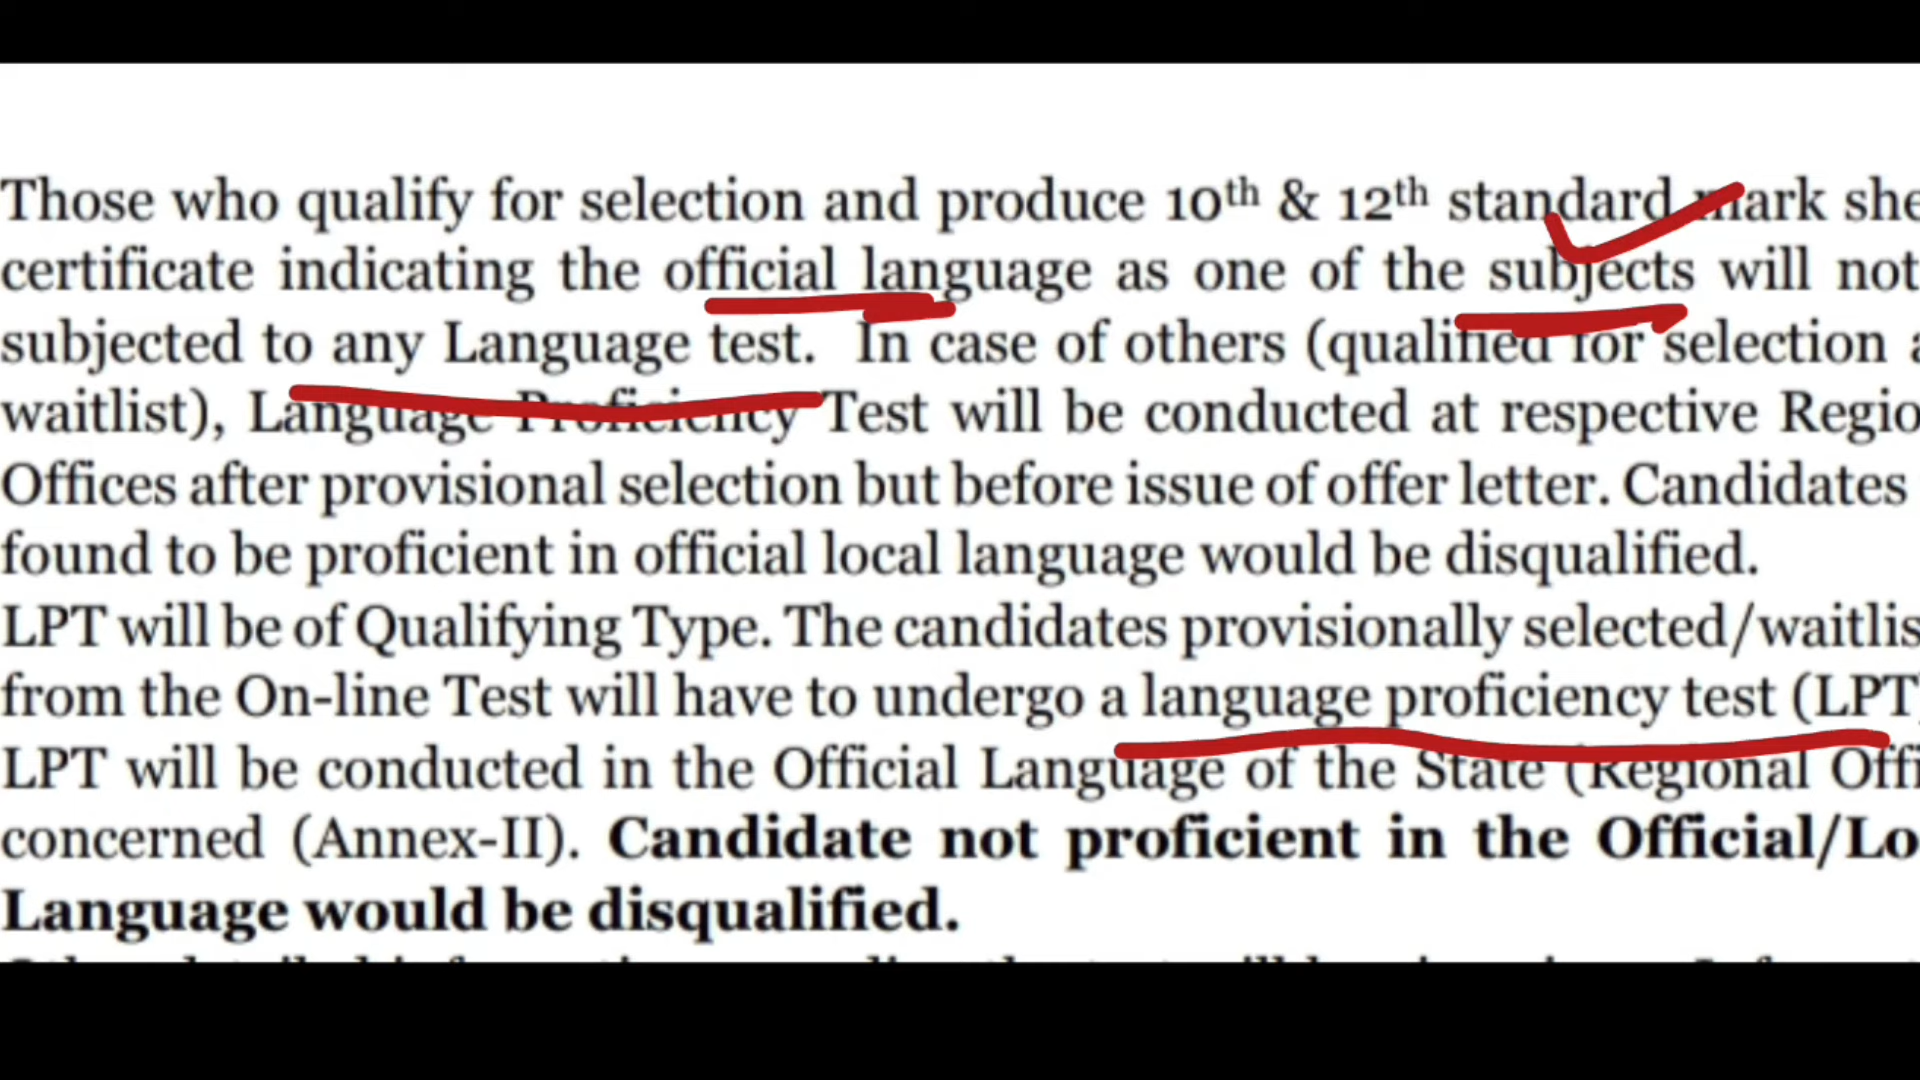 Those who qualify for selection and produce 10th & 12th standard mark she
certificate indicating the official language as one of the subjects will not
subjected to any Language test. In case of others (qualified for selection a
waitlist), Language Proficiency Test will be conducted at respective Regio
Offices after provisional selection but before issue of offer letter. Candidates
found to be proficient in official local language would be disqualified.
LPT will be of Qualifying Type. The candidates provisionally selected/waitlis
from the On-line Test will have to undergo a language proficiency test (LPT)
LPT will be conducted in the Official Language of the State (Regional Offi
concerned (Annex-II). Candidate not proficient in the Official/Lo
Language would be disqualified.